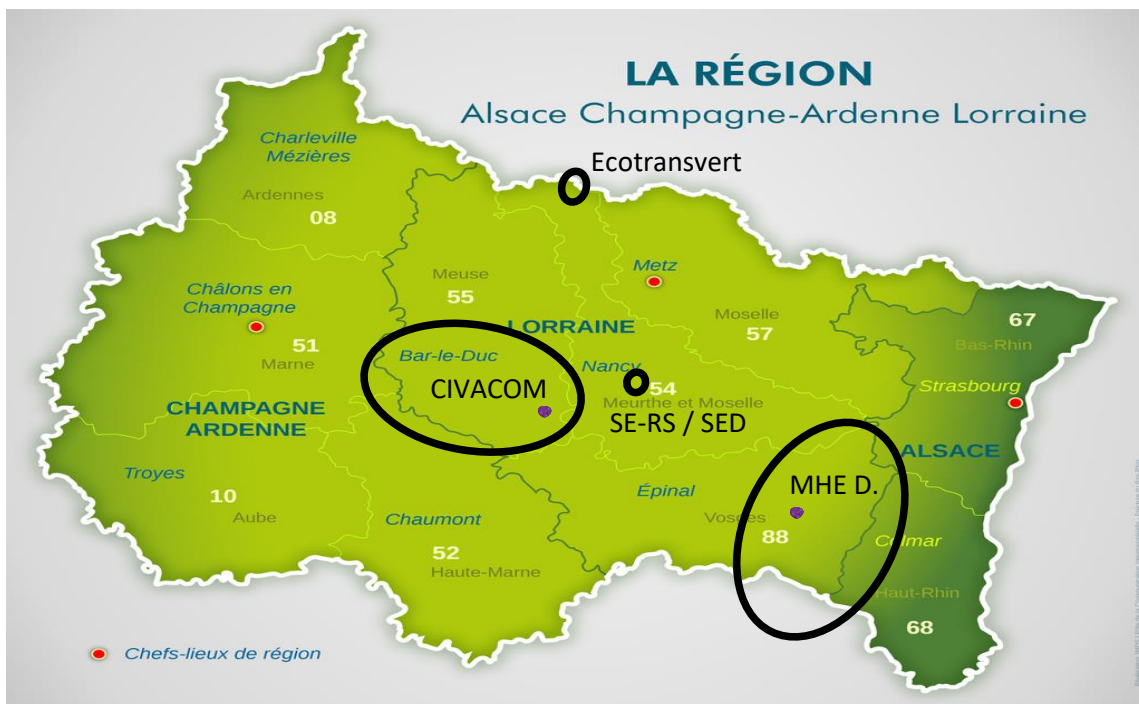 LA RÉGION
Alsace Champagne-Ardenne Lorraine
Charleville
Mézières
Ecotransvert
Ardennes
08
Metz
Meuse
55
Châlons en
Champagne
Moselle
57
67
Bas-Rhin
51
Marne
LORRAINE
Bar-le-Duc
CIVACOM
Nancy
54
Meurthe et Moselle
SE-RS / SED
Strasbourg
CHAMPAGNE
ARDENNE
ALSACE
Troyes
10
Aube
Épinal
MHE D.
Vosges
88
Chaumont
52
Haute-Marne
Colmar
Haut-Rhin
68
Chefs-lieux de région